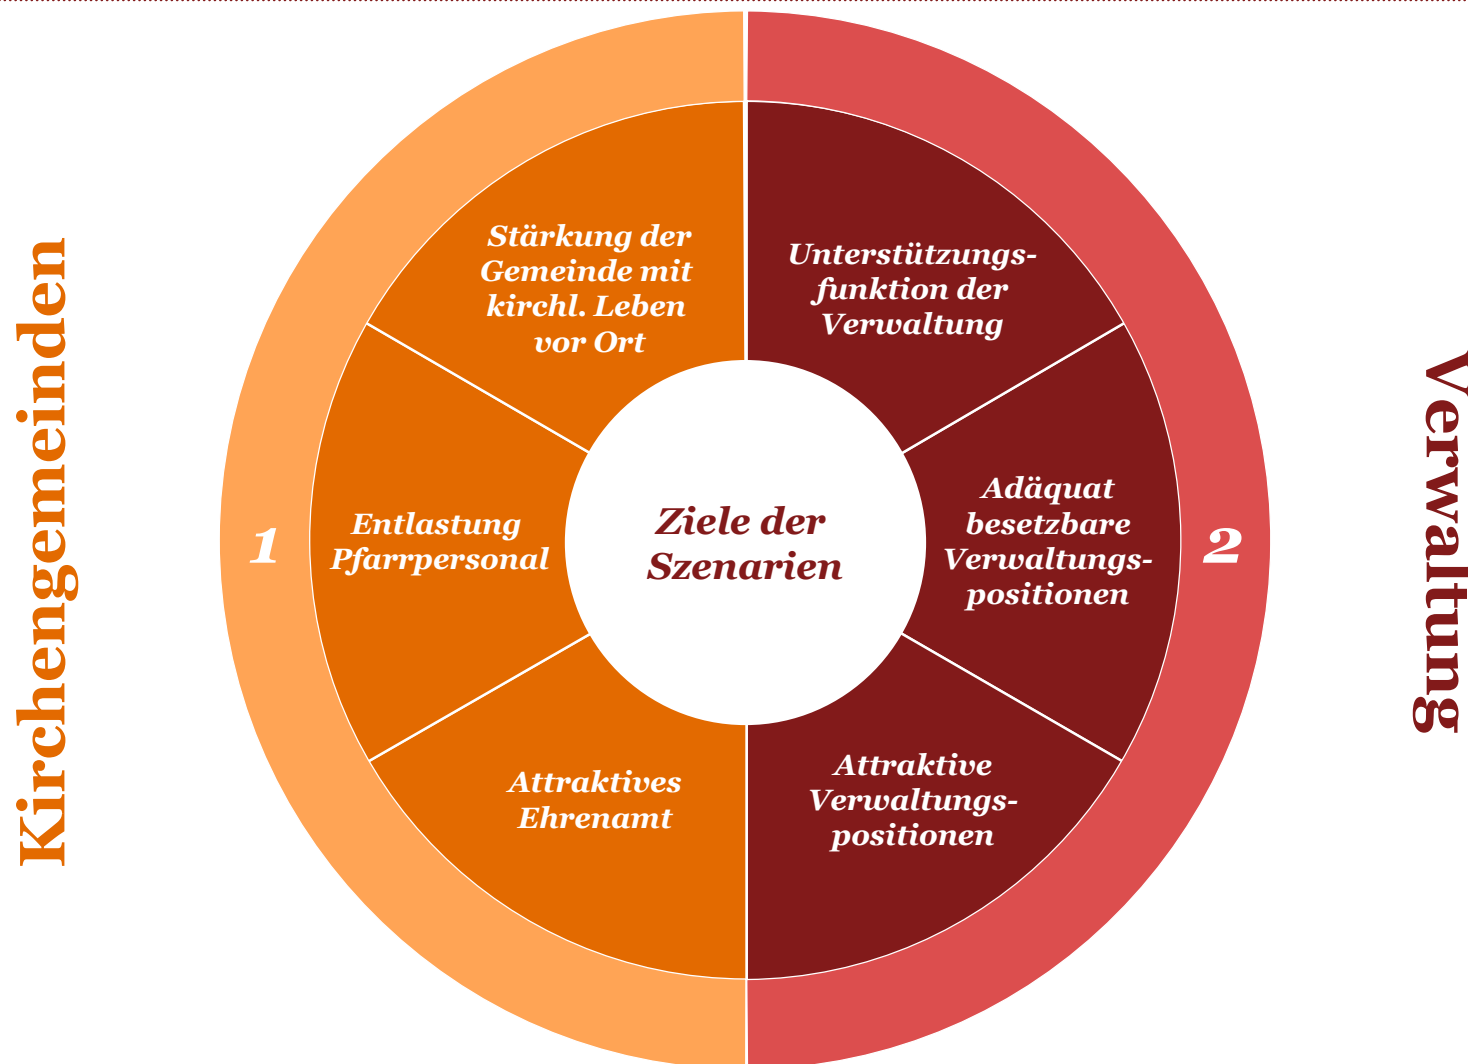 Kirchengemeinden
1
Stärkung der
Gemeinde mit
kirchl. Leben
vor Ort
Entlastung
Pfarrpersonal
Attraktives
Ehrenamt
Ziele der
Szenarien
Unterstützungs-
funktion der
Verwaltung
Adäquat
besetzbare
Verwaltungs-
positionen
Attraktive
Verwaltungs-
positionen
2
Verwaltung